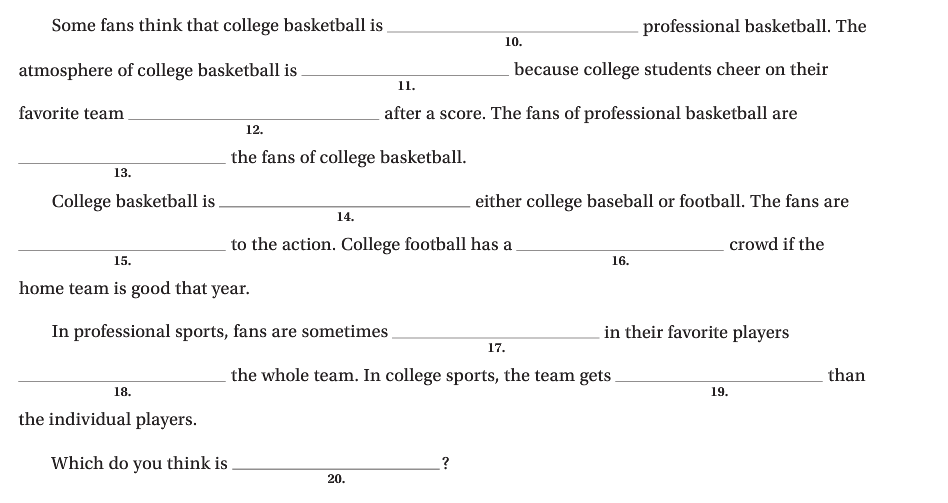 Some fans think that college basketball is ____________ professional basketball. The
10.
atmosphere of college basketball is ____________ because college students cheer on their
11.
favorite team ____________ after a score. The fans of professional basketball are
12.
____________ the fans of college basketball.
13.
College basketball is ____________ either college baseball or football. The fans are
14.
____________ to the action. College football has a ____________ crowd if the
15. 16.
home team is good that year.
In professional sports, fans are sometimes ____________ in their favorite players
17.
____________ the whole team. In college sports, the team gets ____________ than
18. 19.
the individual players.
Which do you think is ____________?
20.